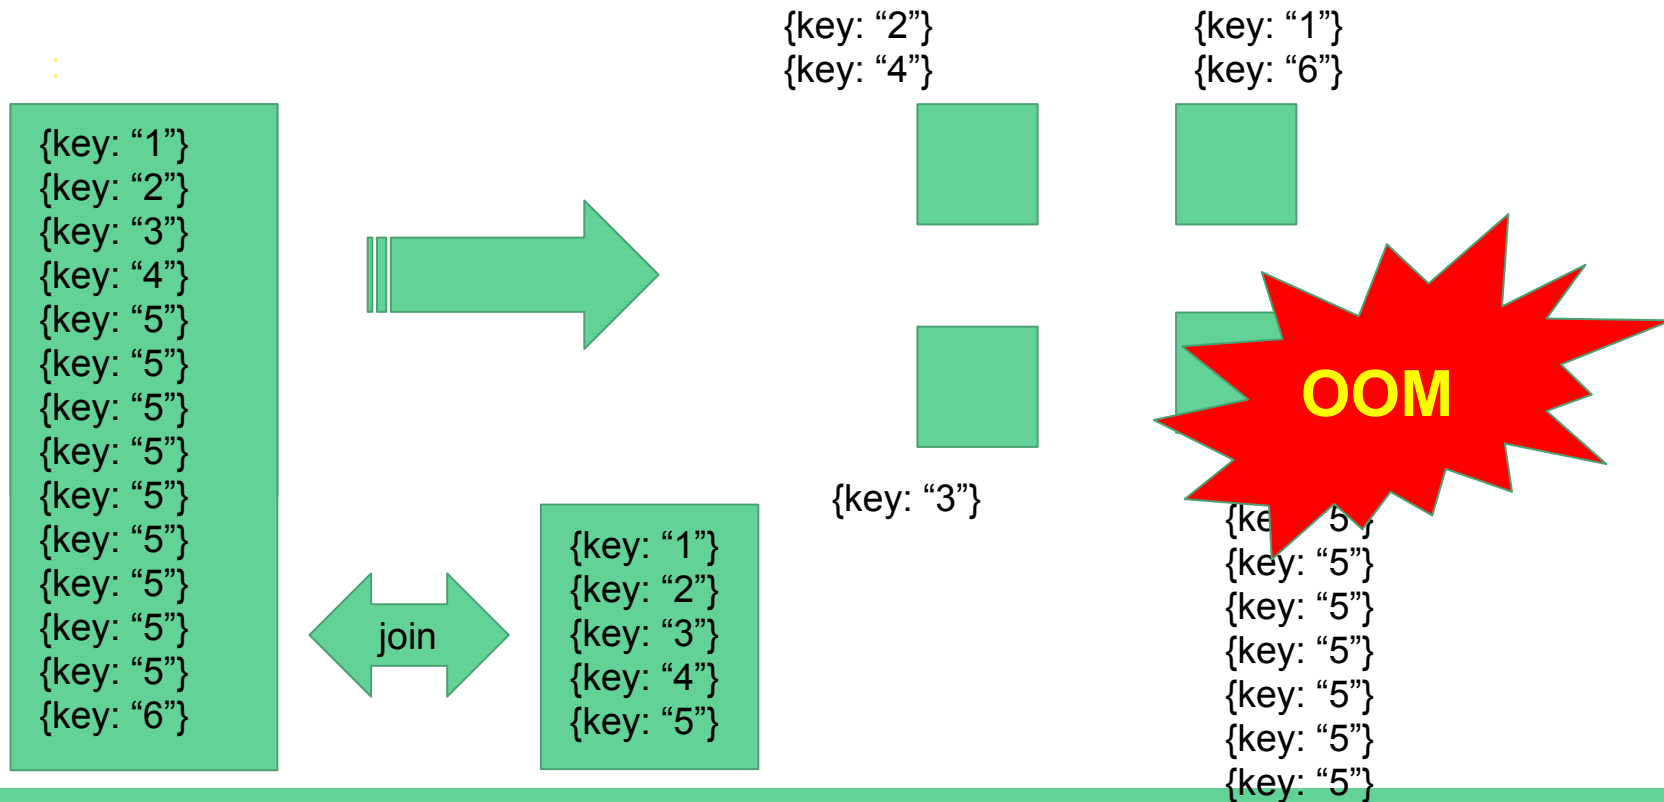 :
{key: “1”}
{key: “2”}
{key: “3”}
{key: “4”}
{key: “5”}
{key: “5”}
{key: “5”}
{key: “5”}
{key: “5”}
{key: “5”}
{key: “5”}
{key: “5”}
{key: “5”}
{key: “6”}
join
{key: “1”}
{key: “2”}
{key: “3”}
{key: “4”}
{key: “5”}
{key: “2”}
{key: “4”}
{key: “1”}
{key: “6”}
{key: “3”}
OOM
{ke 5”}
{key: “5”}
{key: “5”}
{key: “5”}
{key: “5”}
{key: “5”}
{key: “5”}